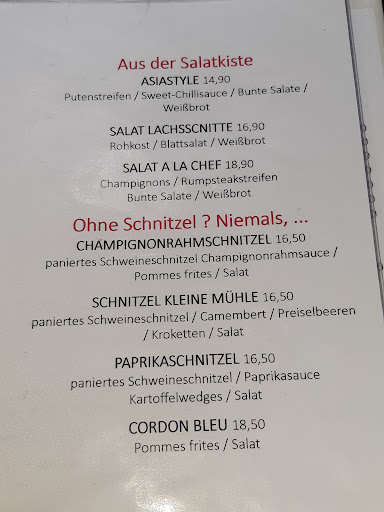 Aus der Salatkiste
ASIASTYLE 14,90
Putenstreifen / Sweet-Chillisauce / Bunte Salate /
Weißbrot
SALAT LACHSSCNITTE 16,90
Rohkost / Blattsalat / Weißbrot
SALAT A LA CHEF 18,90
Champignons / Rumpsteakstreifen
Bunte Salate / Weißbrot
Ohne Schnitzel ? Niemals, ...
CHAMPIGNONRAHMSCHNITZEL 16,50
paniertes Schweineschnitzel Champignonrahmsauce /
Pommes frites / Salat
SCHNITZEL KLEINE MÜHLE 16,50
paniertes Schweineschnitzel / Camembert / Preiselbeeren
/ Kroketten / Salat
PAPRIKASCHNITZEL 16,50
paniertes Schweineschnitzel / Paprikasauce
Kartoffelwedges / Salat
CORDON BLEU 18,50
Pommes frites / Salat